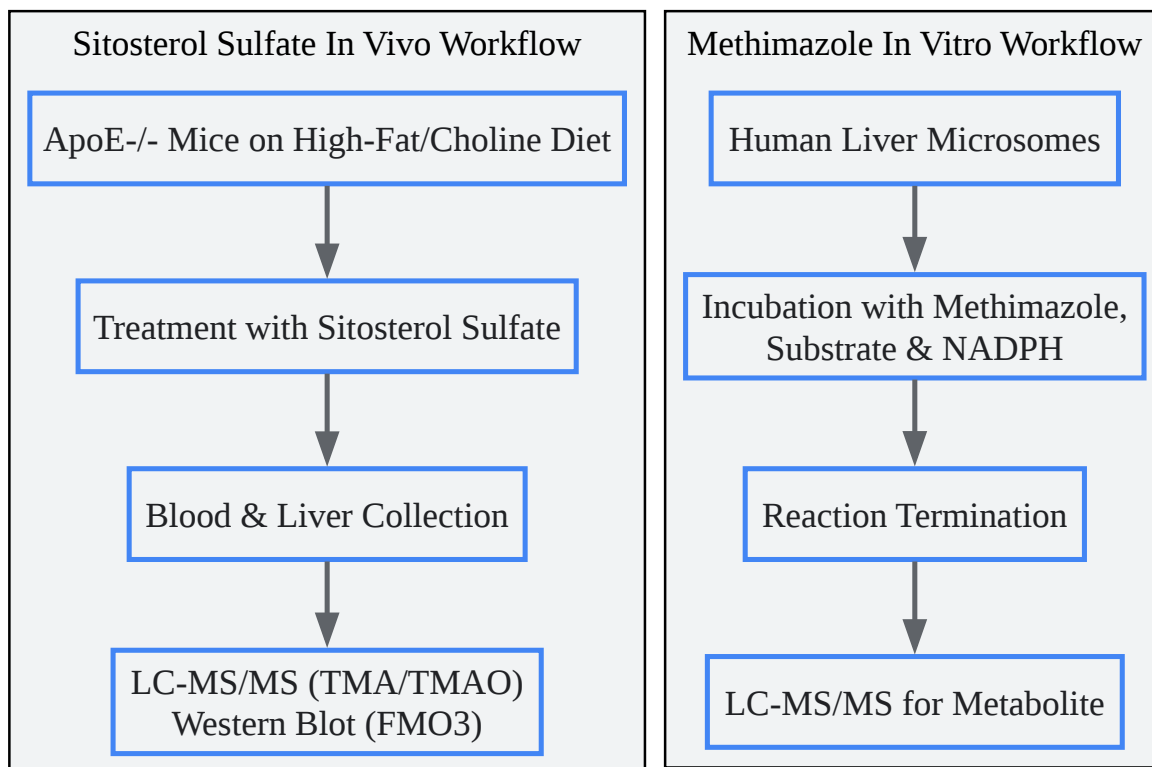 Sitosterol Sulfate In Vivo Workflow
ApoE-/- Mice on High-Fat/Choline Diet
Treatment with Sitosterol Sulfate
Blood & Liver Collection
LC-MS/MS (TMA/TMAO)
Western Blot (FMO3)
Methimazole In Vitro Workflow
Human Liver Microsomes
Incubation with Methimazole,
Substrate & NADPH
Reaction Termination
LC-MS/MS for Metabolite